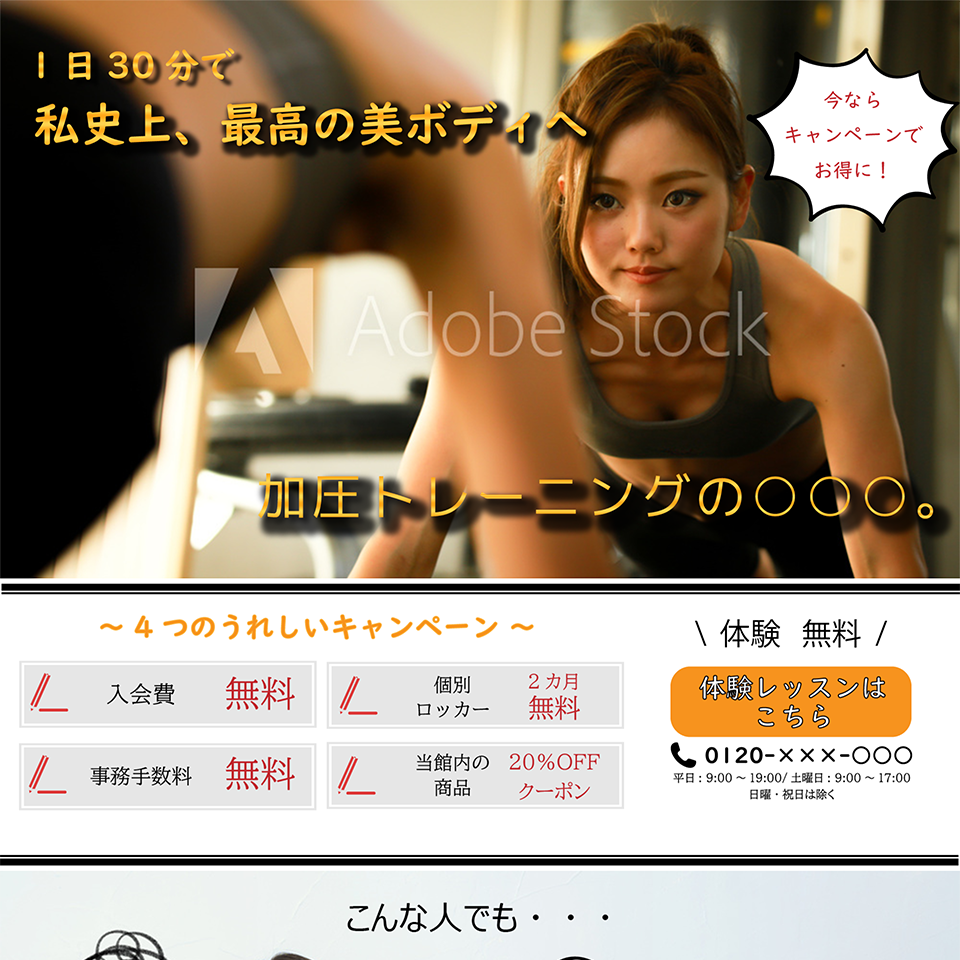 1日30分で
私史上、最高の美ボディへ
今なら
キャンペーンで
お得に！
Adobe Stock
加圧トレーニングの○○○。
～4つのうれしいキャンペーン～
入会費 無料
個別
ロッカー
2カ月
無料
事務手数料 無料
当館内の
商品
20%OFF
クーポン
\ 体験 無料 /
体験レッスンは
こちら
0120-×××-○○○
平日：9:00～19:00/土曜日：9:00～17:00
日曜・祝日は除く
こんな人でも・・・